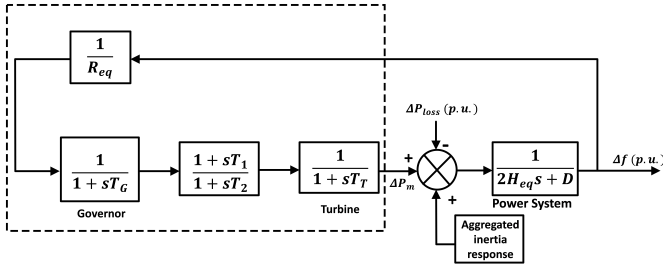 1
R_eq
ΔP_loss (p.u.)
1
1 + sT_G
1 + sT_1
1 + sT_2
1
1 + sT_T
+
-
+
ΔP_m
1
2H_eq s + D
Δf (p.u.)
Governor
Turbine
Power System
Aggregated
inertia
response